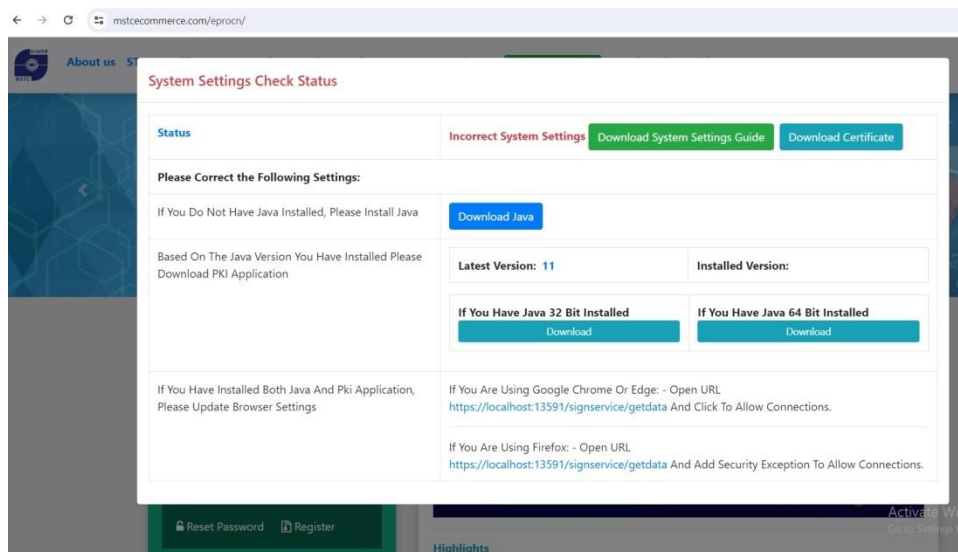 mstcecommerce.com/eprocn/
MSTC
About us
System Settings Check Status
Status
Incorrect System Settings
Download System Settings Guide
Download Certificate
Please Correct the Following Settings:
If You Do Not Have Java Installed, Please Install Java
Download Java
Based On The Java Version You Have Installed Please
Download PKI Application
Latest Version: 11
Installed Version:
If You Have Java 32 Bit Installed
Download
If You Have Java 64 Bit Installed
Download
If You Have Installed Both Java And Pki Application,
Please Update Browser Settings
If You Are Using Google Chrome Or Edge: - Open URL
https://localhost:13591/signservice/getdata And Click To Allow Connections.
If You Are Using Firefox: - Open URL
https://localhost:13591/signservice/getdata And Add Security Exception To Allow Connections.
Reset Password
Register
Highlights
Activate
Go to Settings